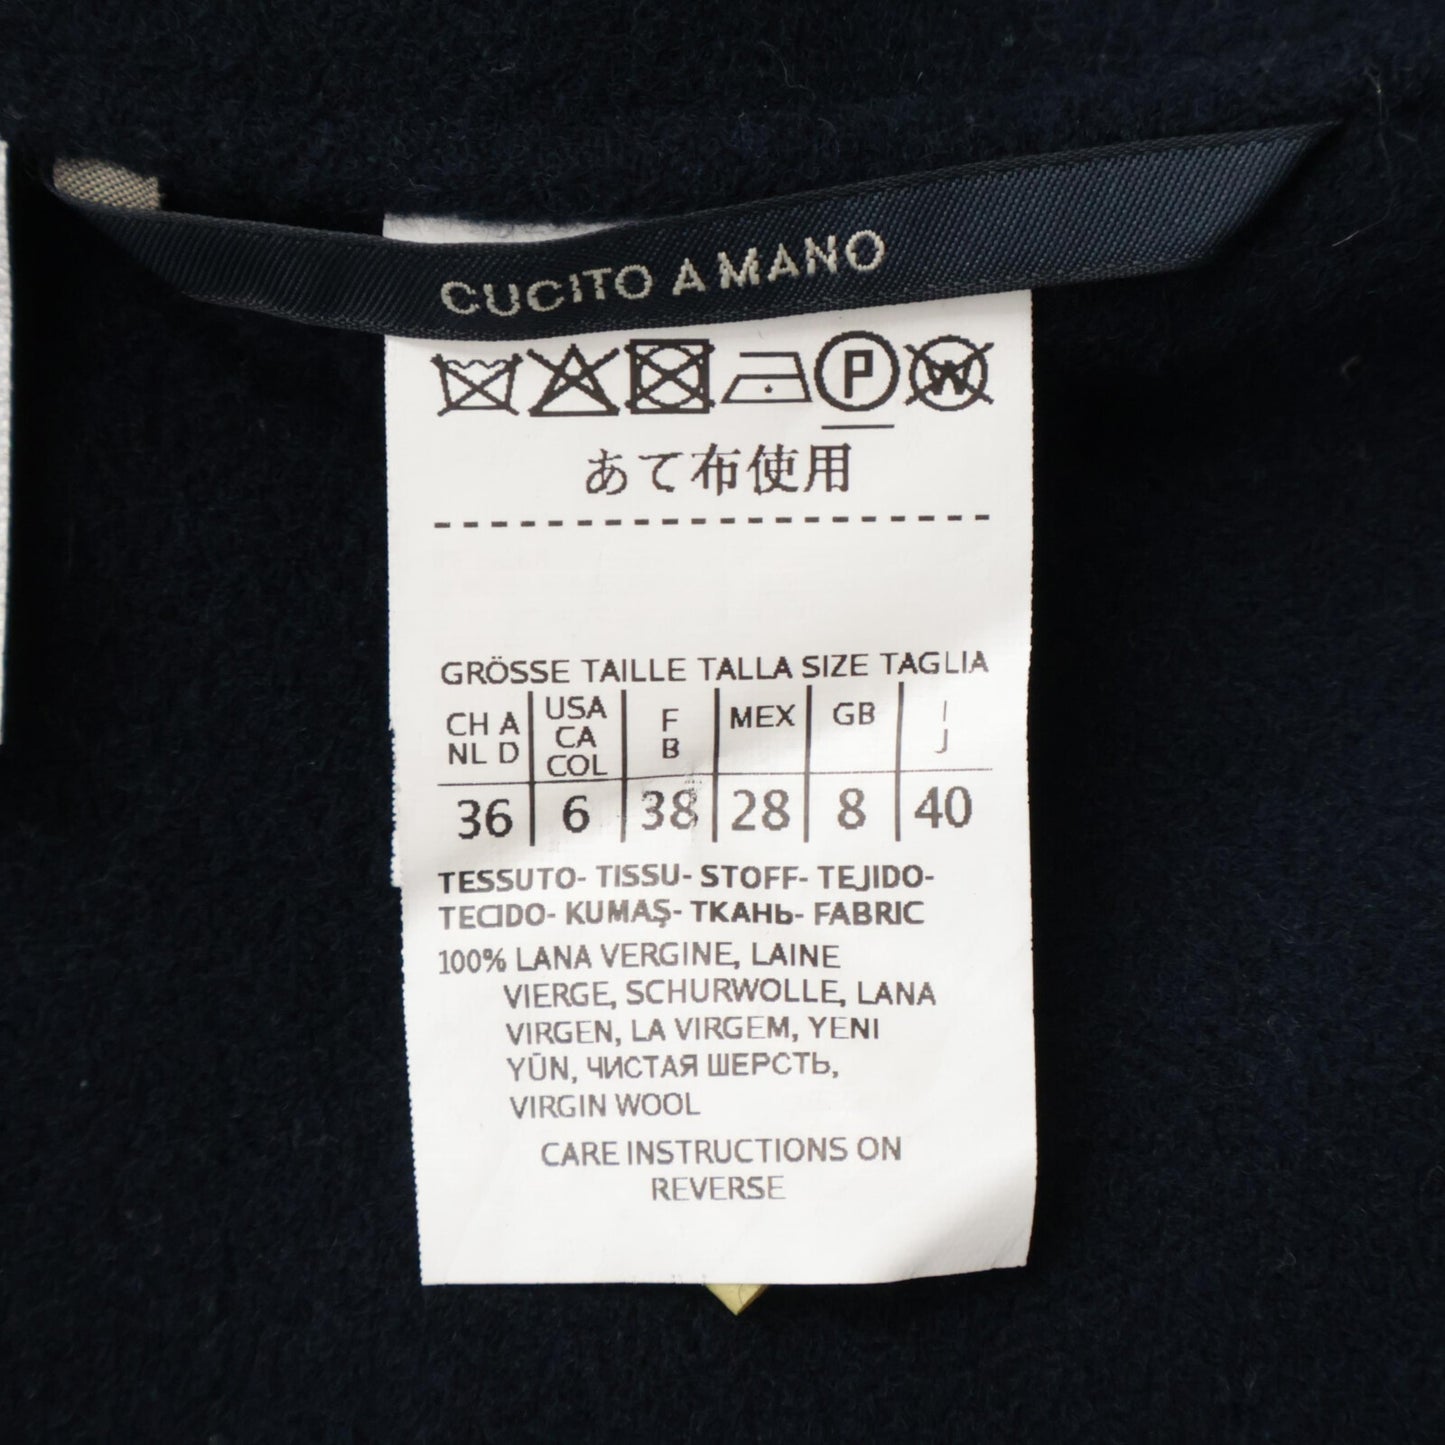 CUCITO A MANO
P W
あて布使用
GRÖSSE TAILLE TALLA SIZE TAGLIA
CH A NL D USA CA COL F B MEX GB I J
36 6 38 28 8 40
TESSUTO- TISSU- STOFF- TEJIDO-
TECIDO- KUMAŞ- ТКАНЬ- FABRIC
100% LANA VERGINE, LAINE
VIERGE, SCHURWOLLE, LANA
VIRGEN, LA VIRGEM, YENI
YÜN, ЧИСТАЯ ШЕРСТЬ,
VIRGIN WOOL
CARE INSTRUCTIONS ON
REVERSE